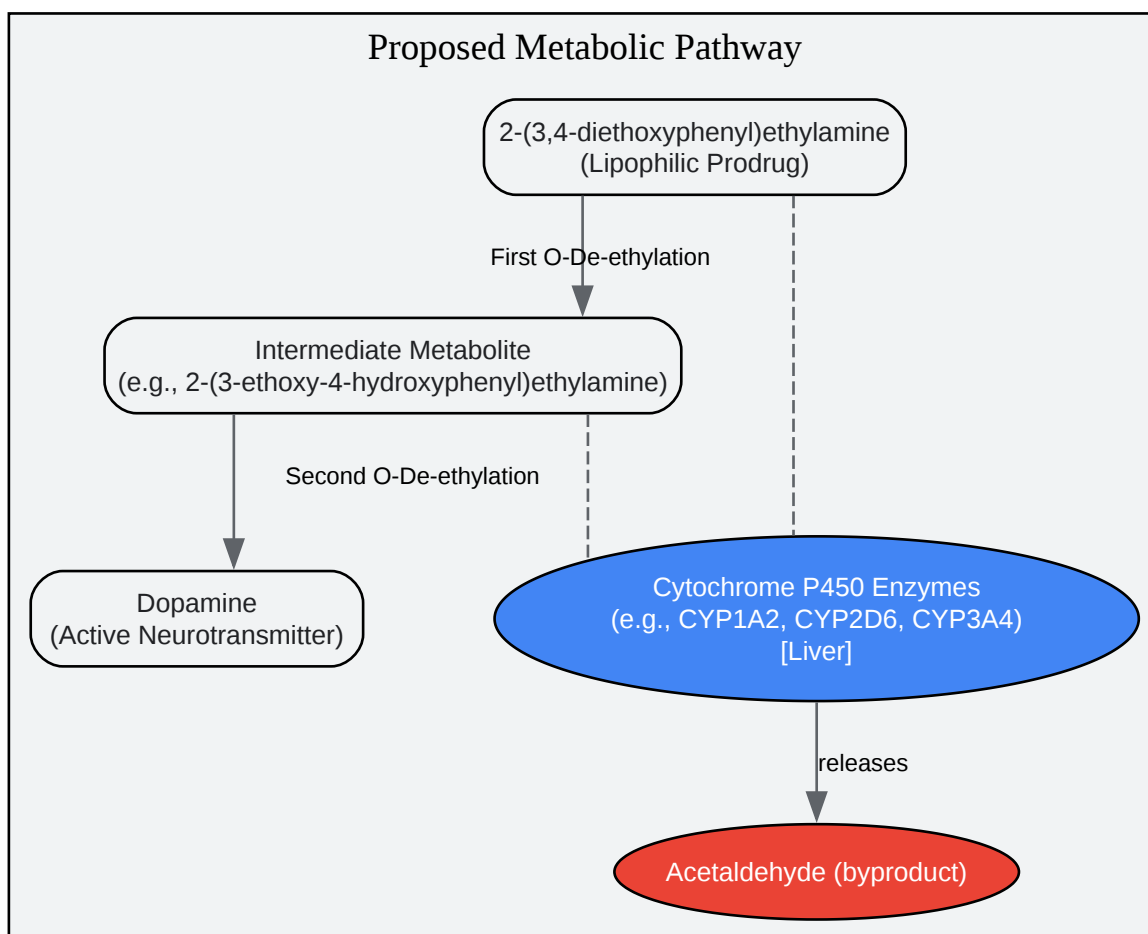 Proposed Metabolic Pathway
2-(3,4-diethoxyphenyl)ethylamine
(Lipophilic Prodrug)
First O-De-ethylation
Intermediate Metabolite
(e.g., 2-(3-ethoxy-4-hydroxyphenyl)ethylamine)
Second O-De-ethylation
Dopamine
(Active Neurotransmitter)
Cytochrome P450 Enzymes
(e.g., CYP1A2, CYP2D6, CYP3A4)
[Liver]
releases
Acetaldehyde (byproduct)